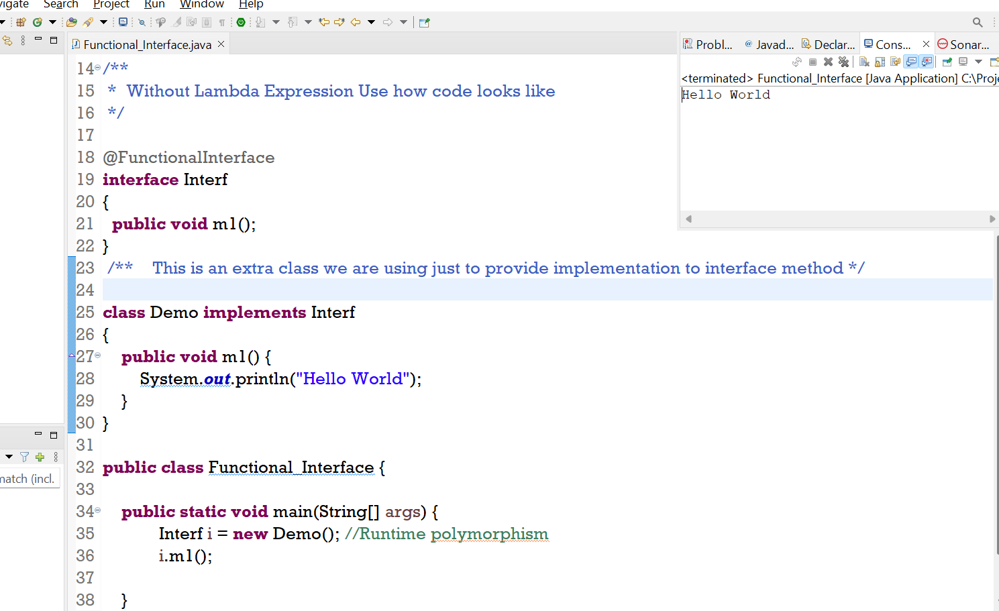 Search Project Run Window Help
Functional_Interface.java
Probl... Javad... Declar... Cons... Sonar...
<terminated> Functional_Interface [Java Application] C:\Proje
Hello World
14 /**
15  *  Without Lambda Expression Use how code looks like
16  */
17
18 @FunctionalInterface
19 interface Interf
20 {
21   public void m1();
22 }
23  /**    This is an extra class we are using just to provide implementation to interface method */
24
25 class Demo implements Interf
26 {
27    public void m1() {
28        System.out.println("Hello World");
29    }
30 }
31
32 public class Functional_Interface {
33
34    public static void main(String[] args) {
35            Interf i = new Demo(); //Runtime polymorphism
36            i.m1();
37
38    }
match (incl.